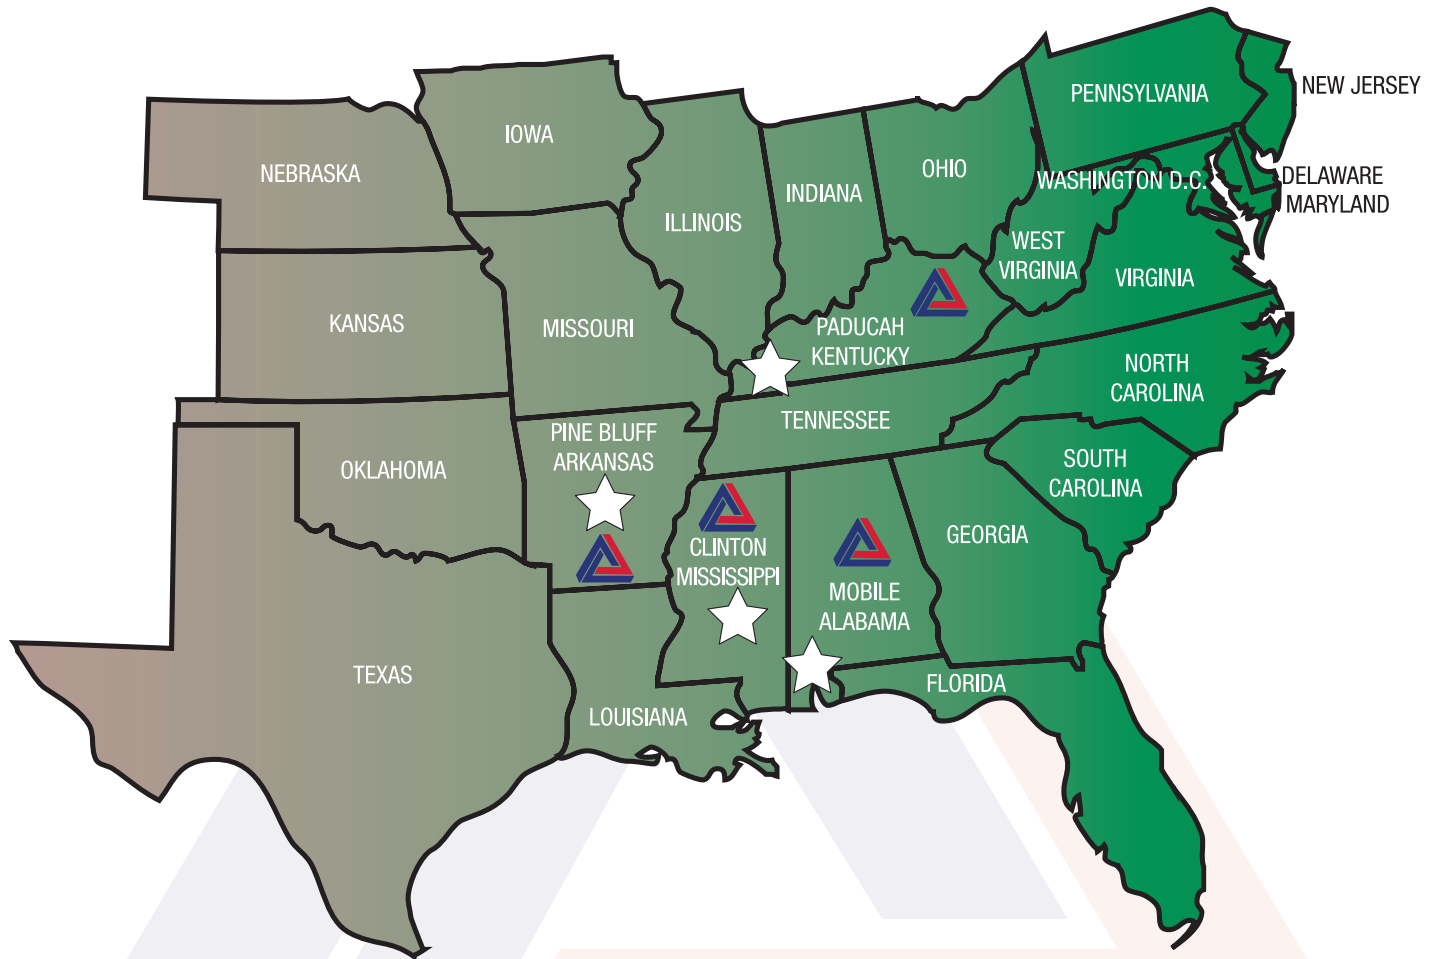 PENNSYLVANIA
NEW JERSEY
IOWA
NEBRASKA
OHIO
INDIANA
ILLINOIS
WASHINGTON D.C.
DELAWARE
MARYLAND
WEST
VIRGINIA
VIRGINIA
KANSAS
MISSOURI
PADUCAH
KENTUCKY
NORTH
CAROLINA
TENNESSEE
PINE BLUFF
ARKANSAS
OKLAHOMA
SOUTH
CAROLINA
GEORGIA
CLINTON
MISSISSIPPI
MOBILE
ALABAMA
TEXAS
FLORIDA
LOUISIANA